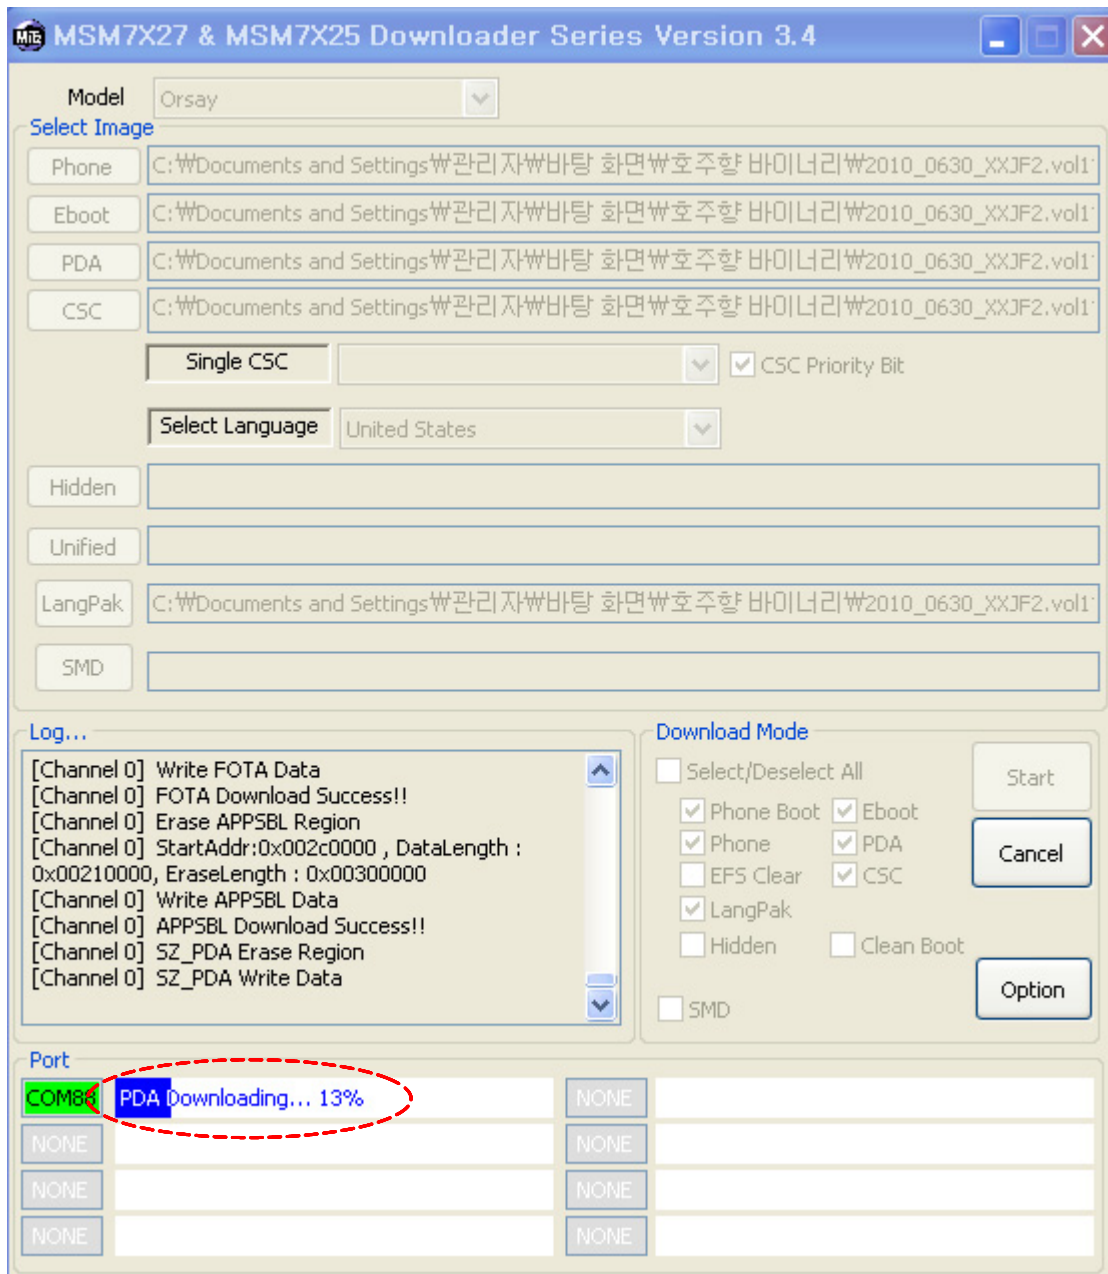 MSM7X27 & MSM7X25 Downloader Series Version 3.4
Model Orsay
Select Image
Phone C:₩Documents and Settings₩관리자₩바탕 화면₩호주향 바이너리₩2010_0630_XXJF2.vol1
Eboot C:₩Documents and Settings₩관리자₩바탕 화면₩호주향 바이너리₩2010_0630_XXJF2.vol1
PDA C:₩Documents and Settings₩관리자₩바탕 화면₩호주향 바이너리₩2010_0630_XXJF2.vol1
CSC C:₩Documents and Settings₩관리자₩바탕 화면₩호주향 바이너리₩2010_0630_XXJF2.vol1
Single CSC CSC Priority Bit
Select Language United States
Hidden
Unified
LangPak C:₩Documents and Settings₩관리자₩바탕 화면₩호주향 바이너리₩2010_0630_XXJF2.vol1
SMD
Log...
[Channel 0] Write FOTA Data
[Channel 0] FOTA Download Success!!
[Channel 0] Erase APPSBL Region
[Channel 0] StartAddr:0x002c0000 , DataLength :
0x00210000, EraseLength : 0x00300000
[Channel 0] Write APPSBL Data
[Channel 0] APPSBL Download Success!!
[Channel 0] SZ_PDA Erase Region
[Channel 0] SZ_PDA Write Data
Download Mode
Select/Deselect All
Phone Boot Eboot
Phone PDA
EFS Clear CSC
LangPak
Hidden Clean Boot
SMD
Start
Cancel
Option
Port
COM88 PDA Downloading... 13% NONE
NONE NONE
NONE NONE
NONE NONE